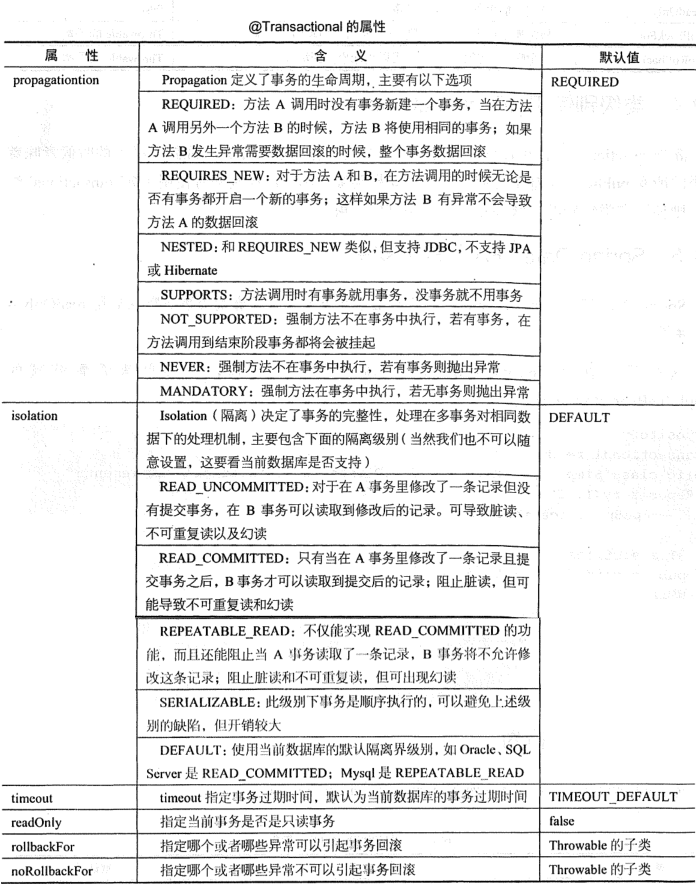 @Transactional 的属性
属 性 含 义 默认值
propagationtion Propagation 定义了事务的生命周期，主要有以下选项 REQUIRED
REQUIRED：方法 A 调用时没有事务新建一个事务，当在方法
A 调用另外一个方法 B 的时候，方法 B 将使用相同的事务；如果
方法 B 发生异常需要数据回滚的时候，整个事务数据回滚
REQUIRES_NEW：对于方法 A 和 B，在方法调用的时候无论是
否有事务都开启一个新的事务；这样如果方法 B 有异常不会导致
方法 A 的数据回滚
NESTED：和 REQUIRES_NEW 类似，但支持 JDBC，不支持 JPA
或 Hibernate
SUPPORTS：方法调用时有事务就用事务，没事务就不用事务
NOT_SUPPORTED：强制方法不在事务中执行，若有事务，在
方法调用到结束阶段事务都将会被挂起
NEVER：强制方法不在事务中执行，若有事务则抛出异常
MANDATORY：强制方法在事务中执行，若无事务则抛出异常
isolation Isolation（隔离）决定了事务的完整性，处理在多事务对相同数 DEFAULT
据下的处理机制，主要包含下面的隔离级别（当然我们也不可以随
意设置，这要看当前数据库是否支持）
READ_UNCOMMITTED：对于在 A 事务里修改了一条记录但没
有提交事务，在 B 事务可以读取到修改后的记录。可导致脏读、
不可重复读以及幻读
READ_COMMITTED：只有当在 A 事务里修改了一条记录且提
交事务之后，B 事务才可以读取到提交后的记录；阻止脏读，但可
能导致不可重复读和幻读
REPEATABLE_READ：不仅能实现 READ_COMMITTED 的功
能，而且还能阻止当 A 事务读取了一条记录，B 事务将不允许修
改这条记录；阻止脏读和不可重复读，但可出现幻读
SERIALIZABLE：此级别下事务是顺序执行的，可以避免上述级
别的缺陷，但开销较大
DEFAULT：使用当前数据库的默认隔离界级别，如 Oracle、SQL
Server 是 READ_COMMITTED；Mysql 是 REPEATABLE_READ
timeout timeout 指定事务过期时间，默认为当前数据库的事务过期时间 TIMEOUT_DEFAULT
readOnly 指定当前事务是否是只读事务 false
rollbackFor 指定哪个或者哪些异常可以引起事务回滚 Throwable 的子类
noRollbackFor 指定哪个或者哪些异常不可以引起事务回滚 Throwable 的子类